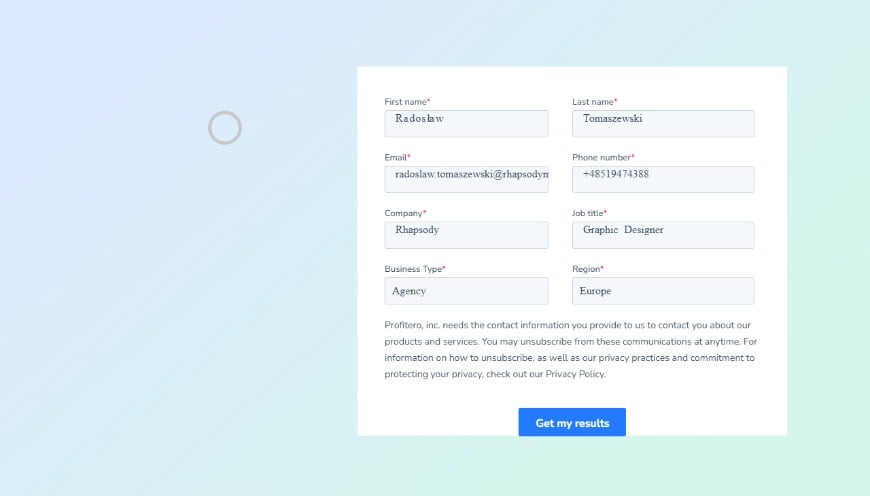 First name* Last name*
Radosław Tomaszewski
Email* Phone number*
radoslaw.tomaszewski@rhapsodyn +48519474388
Company* Job title*
Rhapsody Graphic Designer
Business Type* Region*
Agency Europe
Profitero, inc. needs the contact information you provide to us to contact you about our
products and services. You may unsubscribe from these communications at anytime. For
information on how to unsubscribe, as well as our privacy practices and commitment to
protecting your privacy, check out our Privacy Policy.
Get my results